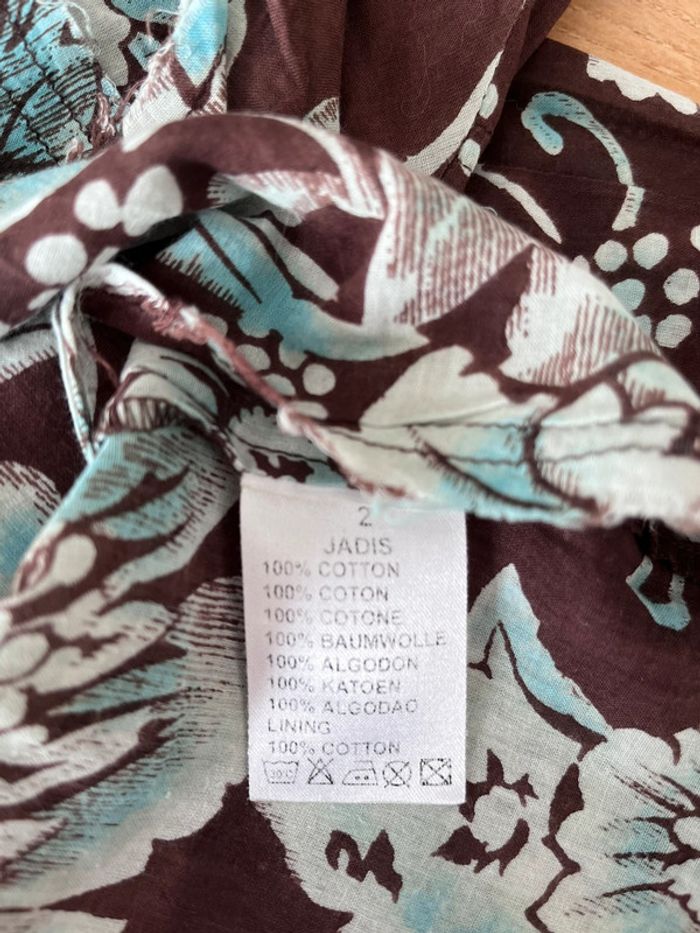 2
JADIS
100% COTTON
100% COTON
100% COTONE
100% BAUMWOLLE
100% ALGODON
100% KATOEN
100% ALGODAO
LINING
100% COTTON
30°C